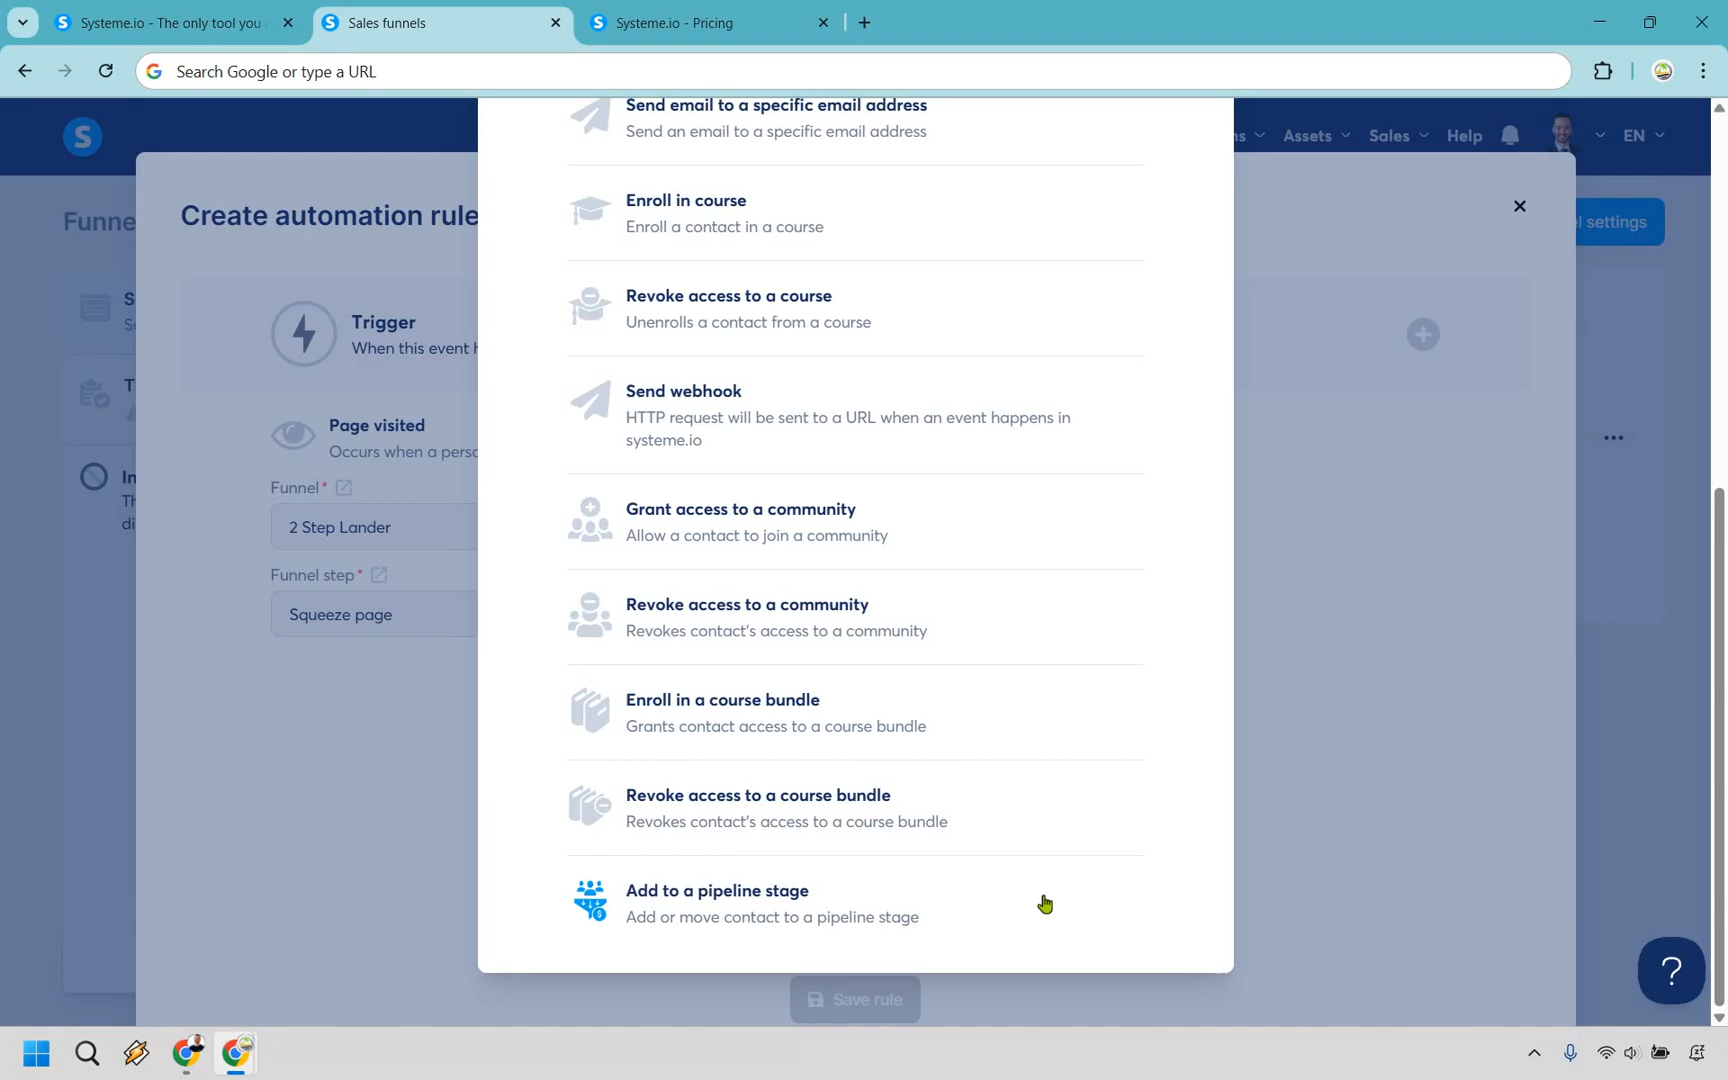 Systeme.io - The only tool you
Sales funnels
Systeme.io - Pricing
Search Google or type a URL
S
Assets
Sales
Help
EN
Create automation rule
Trigger
When this event h
Page visited
Occurs when a perso
Funnel*
2 Step Lander
Funnel step*
Squeeze page
Send email to a specific email address
Send an email to a specific email address
Enroll in course
Enroll a contact in a course
Revoke access to a course
Unenrolls a contact from a course
Send webhook
HTTP request will be sent to a URL when an event happens in
systeme.io
Grant access to a community
Allow a contact to join a community
Revoke access to a community
Revokes contact's access to a community
Enroll in a course bundle
Grants contact access to a course bundle
Revoke access to a course bundle
Revokes contact's access to a course bundle
Add to a pipeline stage
Add or move contact to a pipeline stage
settings
Save rule
?